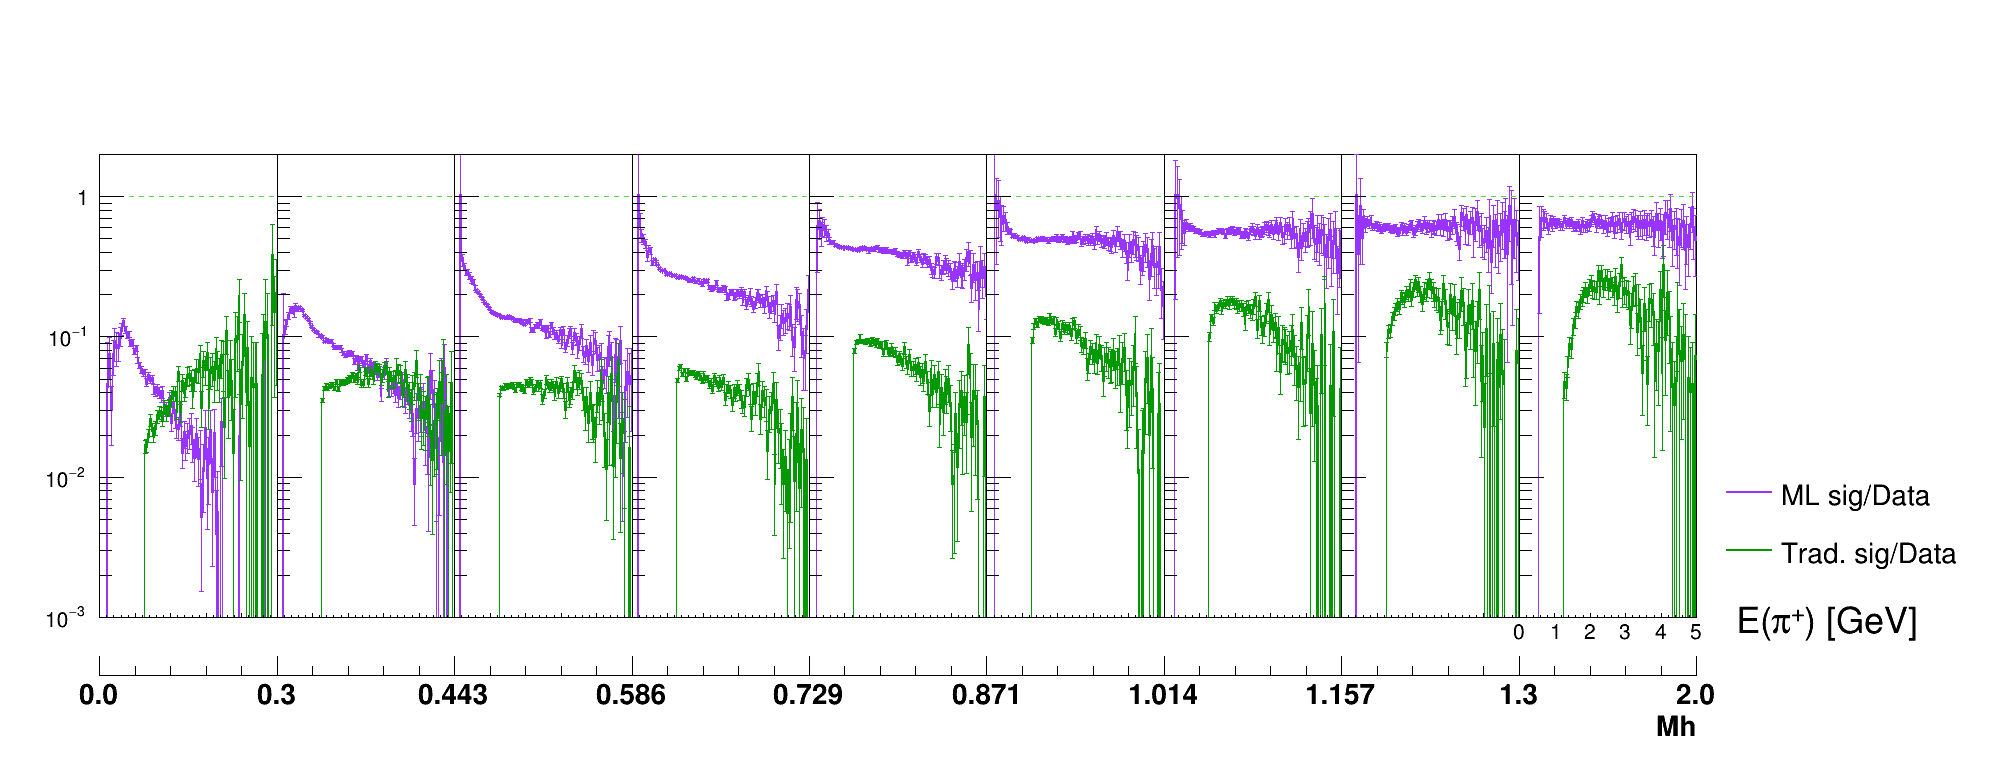 1
10⁻¹
10⁻²
10⁻³
ML sig/Data
Trad. sig/Data
E(π⁺) [GeV]
0 1 2 3 4 5
0.0 0.3 0.443 0.586 0.729 0.871 1.014 1.157 1.3 2.0
Mh